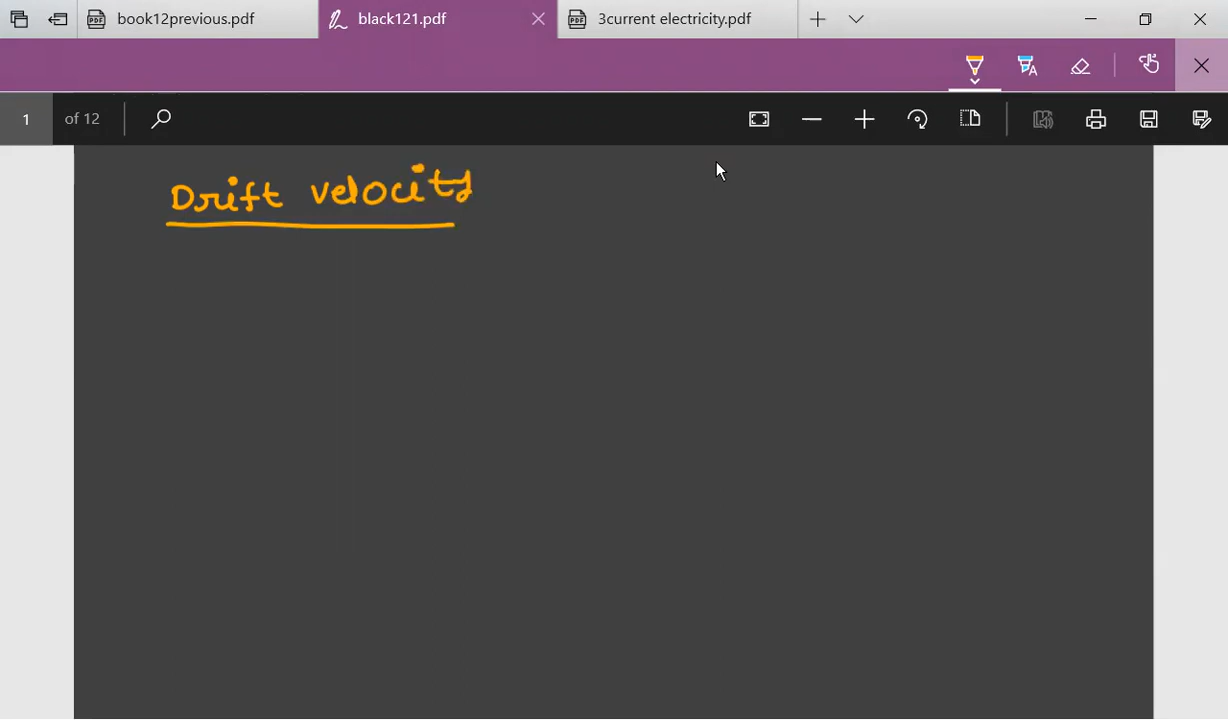 book12previous.pdf black121.pdf 3current electricity.pdf
1 of 12
Drift velocity